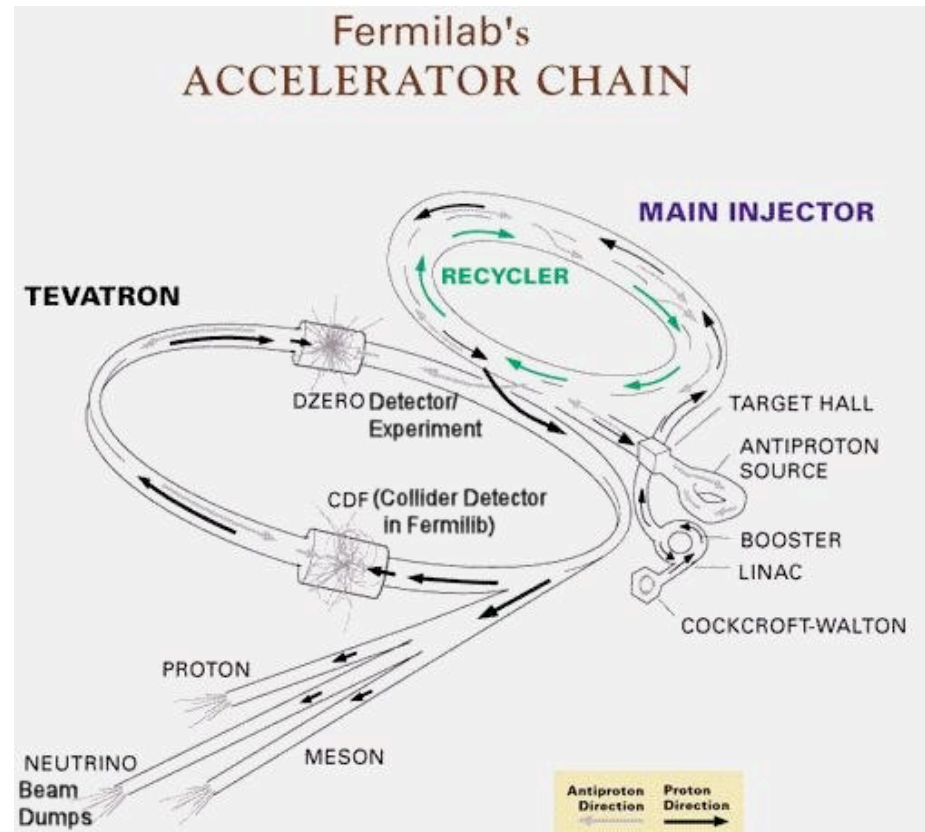 Fermilab's
ACCELERATOR CHAIN
MAIN INJECTOR
RECYCLER
TEVATRON
DZERO Detector/
Experiment
TARGET HALL
ANTIPROTON
SOURCE
CDF (Collider Detector
in Fermilib)
BOOSTER
LINAC
COCKCROFT-WALTON
PROTON
NEUTRINO
Beam
Dumps
MESON
Antiproton
Direction
Proton
Direction